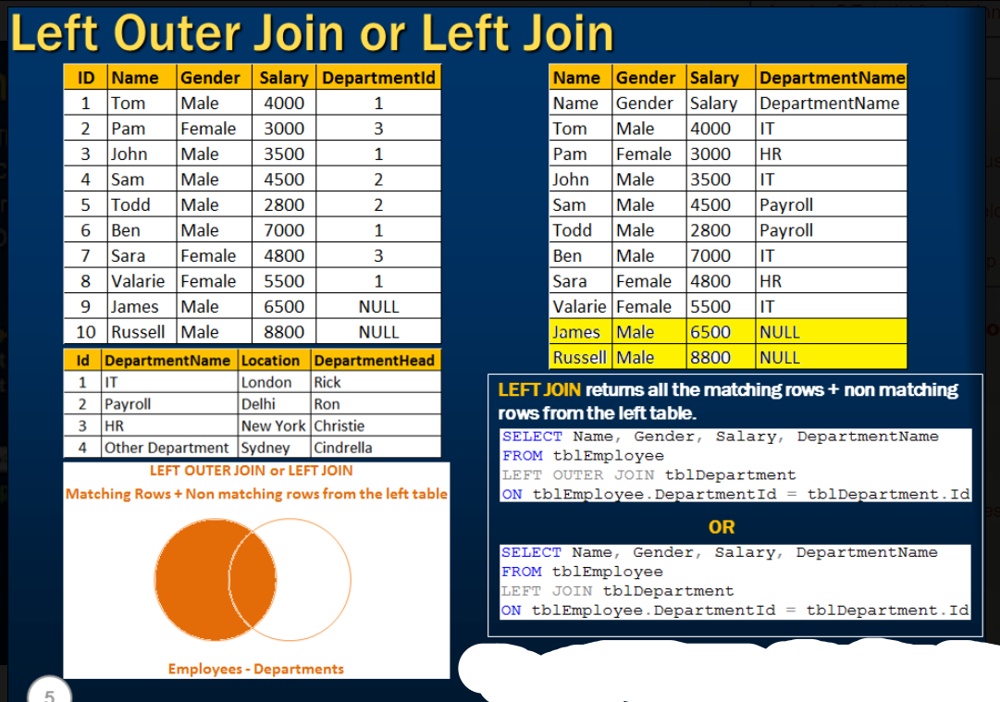 Left Outer Join or Left Join
ID Name Gender Salary DepartmentId
1 Tom Male 4000 1
2 Pam Female 3000 3
3 John Male 3500 1
4 Sam Male 4500 2
5 Todd Male 2800 2
6 Ben Male 7000 1
7 Sara Female 4800 3
8 Valarie Female 5500 1
9 James Male 6500 NULL
10 Russell Male 8800 NULL
Id DepartmentName Location DepartmentHead
1 IT London Rick
2 Payroll Delhi Ron
3 HR New York Christie
4 Other Department Sydney Cindrella
LEFT OUTER JOIN or LEFT JOIN
Matching Rows + Non matching rows from the left table
Employees - Departments
5
Name Gender Salary DepartmentName
Name Gender Salary DepartmentName
Tom Male 4000 IT
Pam Female 3000 HR
John Male 3500 IT
Sam Male 4500 Payroll
Todd Male 2800 Payroll
Ben Male 7000 IT
Sara Female 4800 HR
Valarie Female 5500 IT
James Male 6500 NULL
Russell Male 8800 NULL
LEFT JOIN returns all the matching rows + non matching
rows from the left table.
SELECT Name, Gender, Salary, DepartmentName
FROM tblEmployee
LEFT OUTER JOIN tblDepartment
ON tblEmployee.DepartmentId = tblDepartment.Id
OR
SELECT Name, Gender, Salary, DepartmentName
FROM tblEmployee
LEFT JOIN tblDepartment
ON tblEmployee.DepartmentId = tblDepartment.Id